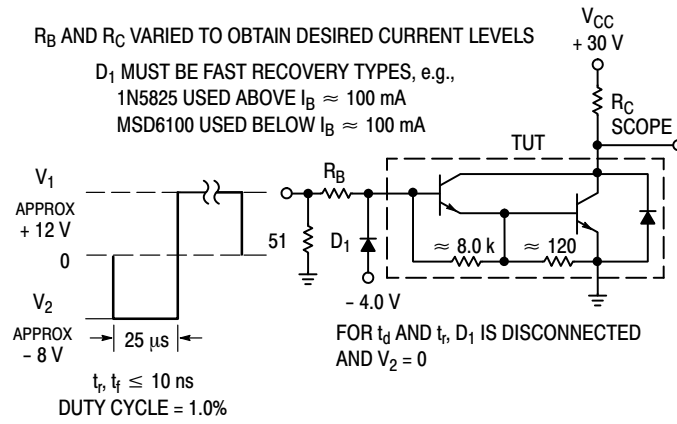 R_B AND R_C VARIED TO OBTAIN DESIRED CURRENT LEVELS
D_1 MUST BE FAST RECOVERY TYPES, e.g.,
1N5825 USED ABOVE I_B ≈ 100 mA
MSD6100 USED BELOW I_B ≈ 100 mA
V_CC
+ 30 V
R_C
SCOPE
TUT
R_B
V_1
APPROX
+ 12 V
51
D_1
≈ 8.0 k
≈ 120
0
V_2
APPROX
– 8 V
25 μs
– 4.0 V
FOR t_d AND t_r, D_1 IS DISCONNECTED
AND V_2 = 0
t_r, t_f ≤ 10 ns
DUTY CYCLE = 1.0%